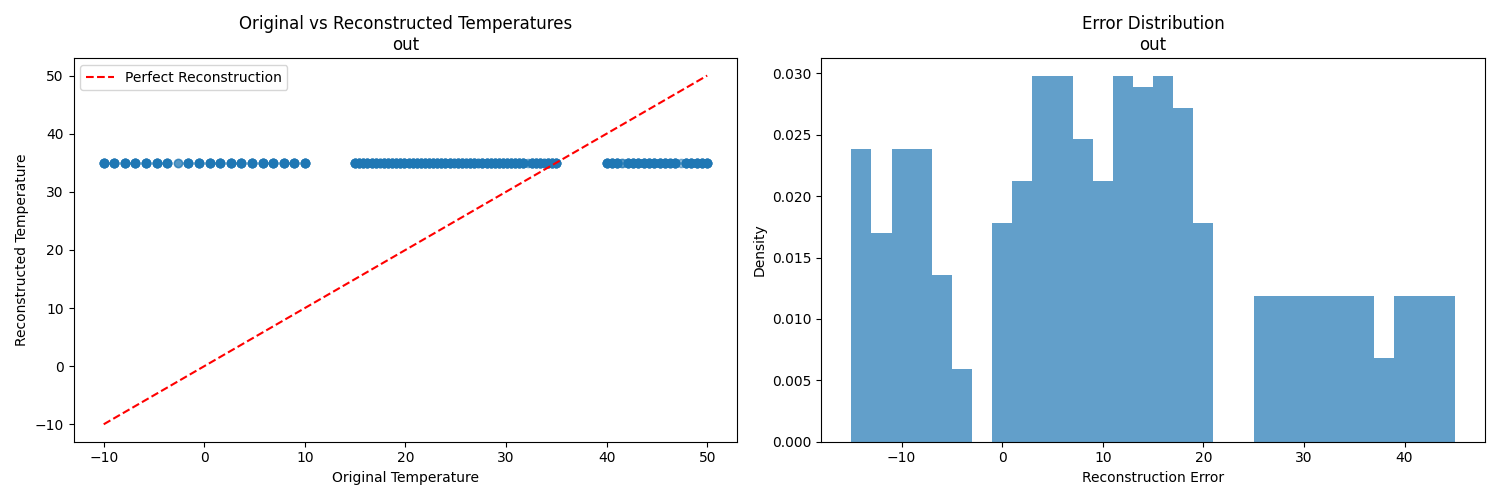 Original vs Reconstructed Temperatures
out
Perfect Reconstruction
50
40
30
20
10
0
−10
Reconstructed Temperature
−10 0 10 20 30 40 50
Original Temperature
Error Distribution
out
0.030
0.025
0.020
0.015
0.010
0.005
0.000
Density
−10 0 10 20 30 40
Reconstruction Error